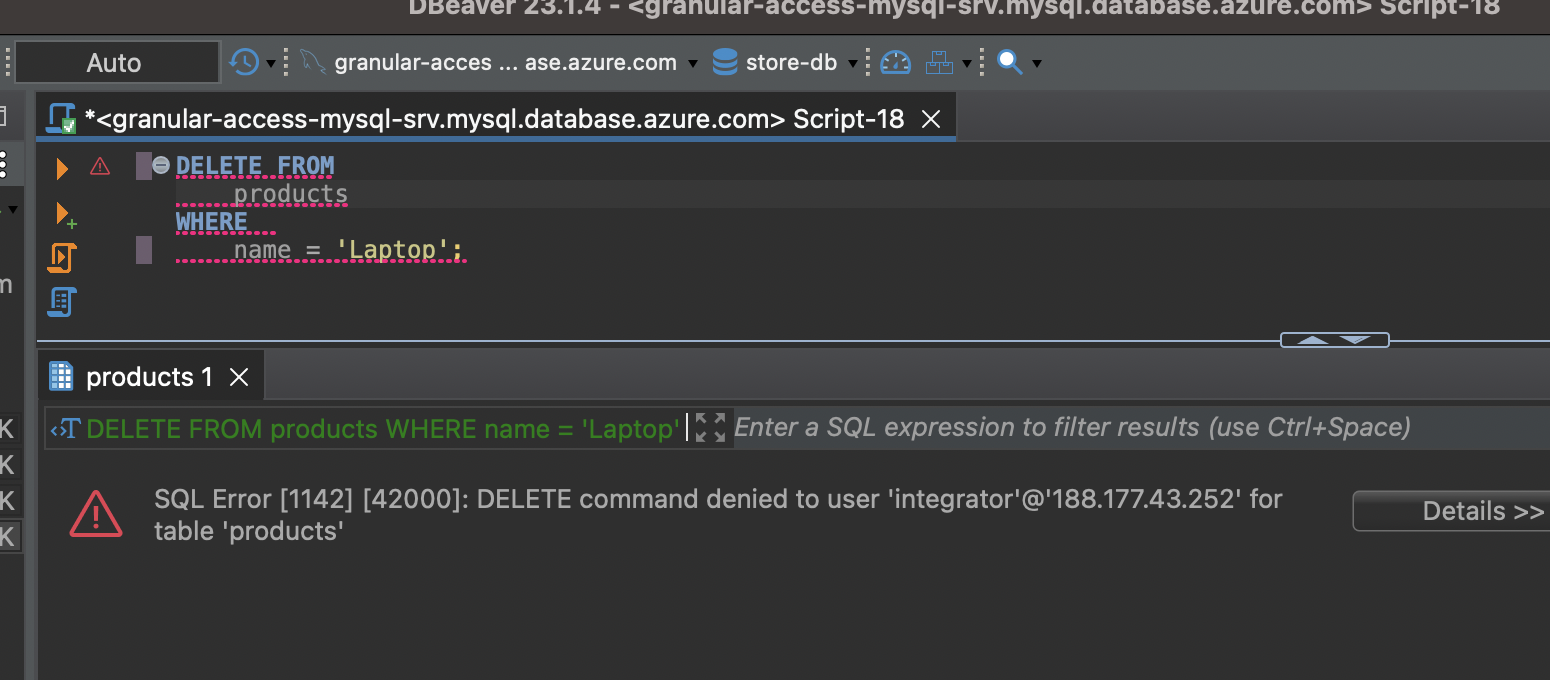 DBeaver 23.1.4 - <granular-access-mysql-srv.mysql.database.azure.com> Script-18
Auto
granular-acces ... ase.azure.com
store-db
*<granular-access-mysql-srv.mysql.database.azure.com> Script-18
DELETE FROM
products
WHERE
name = 'Laptop';
m
products 1
K
DELETE FROM products WHERE name = 'Laptop'
Enter a SQL expression to filter results (use Ctrl+Space)
K
K
K
SQL Error [1142] [42000]: DELETE command denied to user 'integrator'@'188.177.43.252' for
table 'products'
Details >>